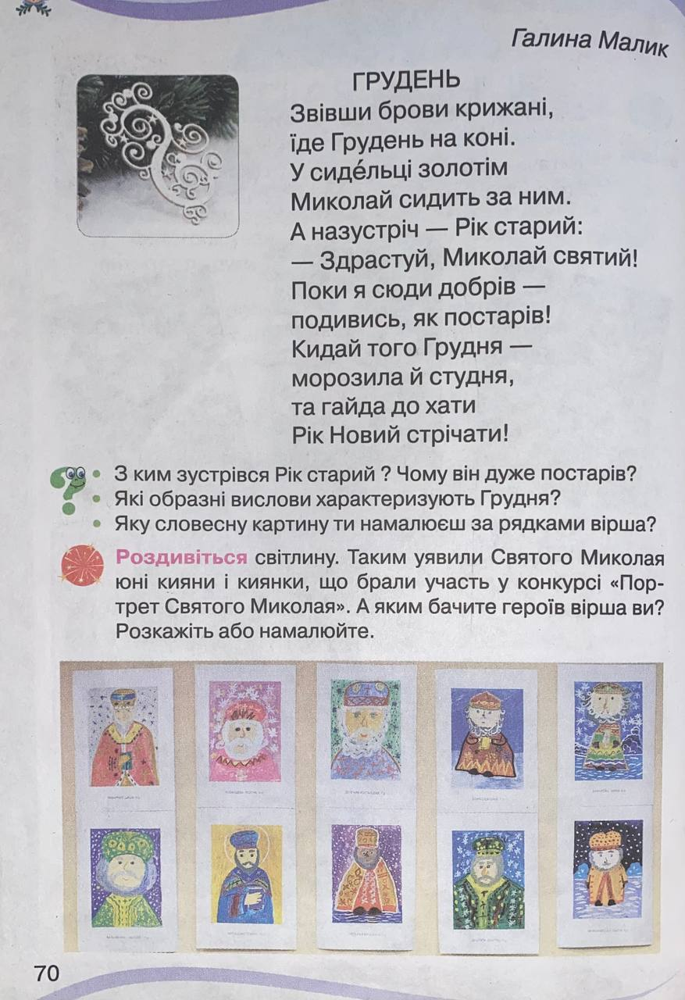 Галина Малик
ГРУДЕНЬ
Звівши брови крижані,
їде Грудень на коні.
У сиде́льці золотім
Миколай сидить за ним.
А назустріч — Рік старий:
— Здрастуй, Миколай святий!
Поки я сюди добрів —
подивись, як постарів!
Кидай того Грудня —
морозила й студня,
та гайда до хати
Рік Новий стрічати!
? • З ким зустрівся Рік старий ? Чому він дуже постарів?
• Які образні вислови характеризують Грудня?
• Яку словесну картину ти намалюєш за рядками вірша?
Роздивіться світлину. Таким уявили Святого Миколая
юні кияни і киянки, що брали участь у конкурсі «Пор-
трет Святого Миколая». А яким бачите героїв вірша ви?
Розкажіть або намалюйте.
70